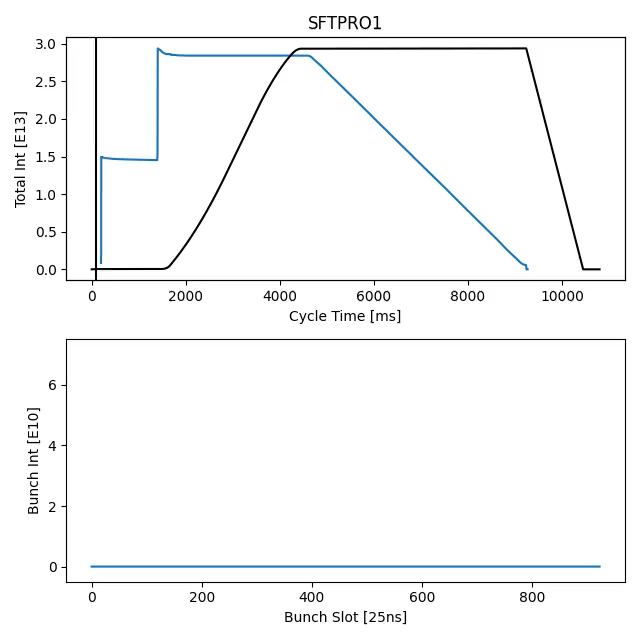 SFTPRO1
3.0
2.5
2.0
1.5
1.0
0.5
0.0
Total Int [E13]
0 2000 4000 6000 8000 10000
Cycle Time [ms]
6
4
2
0
Bunch Int [E10]
0 200 400 600 800
Bunch Slot [25ns]